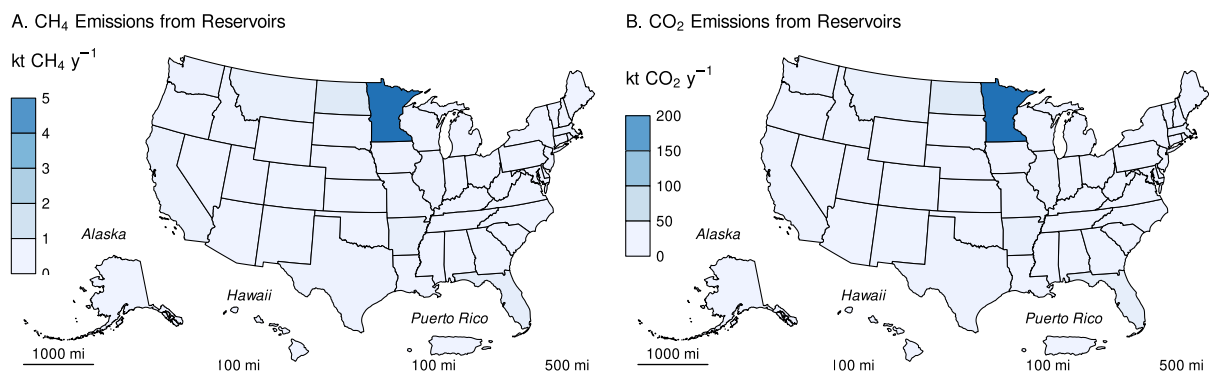 A. CH4 Emissions from Reservoirs
kt CH4 y−1
5
4
3
2
1
0
Alaska
Hawaii
Puerto Rico
1000 mi
100 mi
100 mi
500 mi
B. CO2 Emissions from Reservoirs
kt CO2 y−1
200
150
100
50
0
Alaska
Hawaii
Puerto Rico
1000 mi
100 mi
100 mi
500 mi